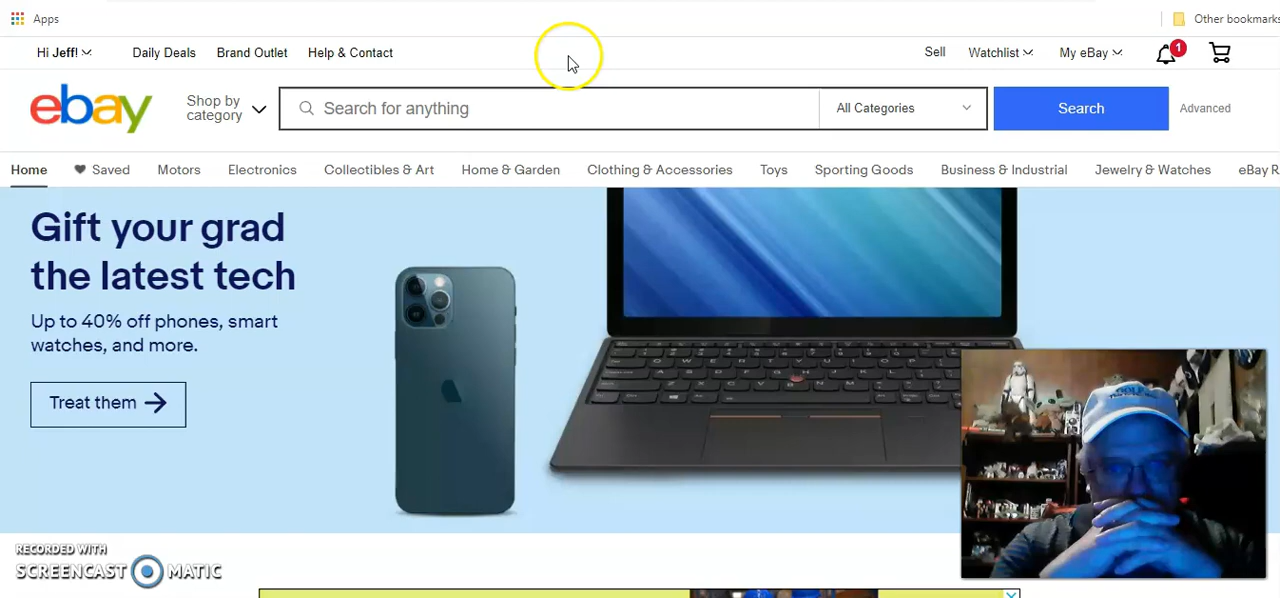 Apps
Other bookmarks
Hi Jeff!
Daily Deals
Brand Outlet
Help & Contact
Sell
Watchlist
My eBay
1
ebay
Shop by
category
Search for anything
All Categories
Search
Advanced
Home
Saved
Motors
Electronics
Collectibles & Art
Home & Garden
Clothing & Accessories
Toys
Sporting Goods
Business & Industrial
Jewelry & Watches
eBay R
Gift your grad
the latest tech
Up to 40% off phones, smart
watches, and more.
Treat them
RECORDED WITH
SCREENCAST MATIC